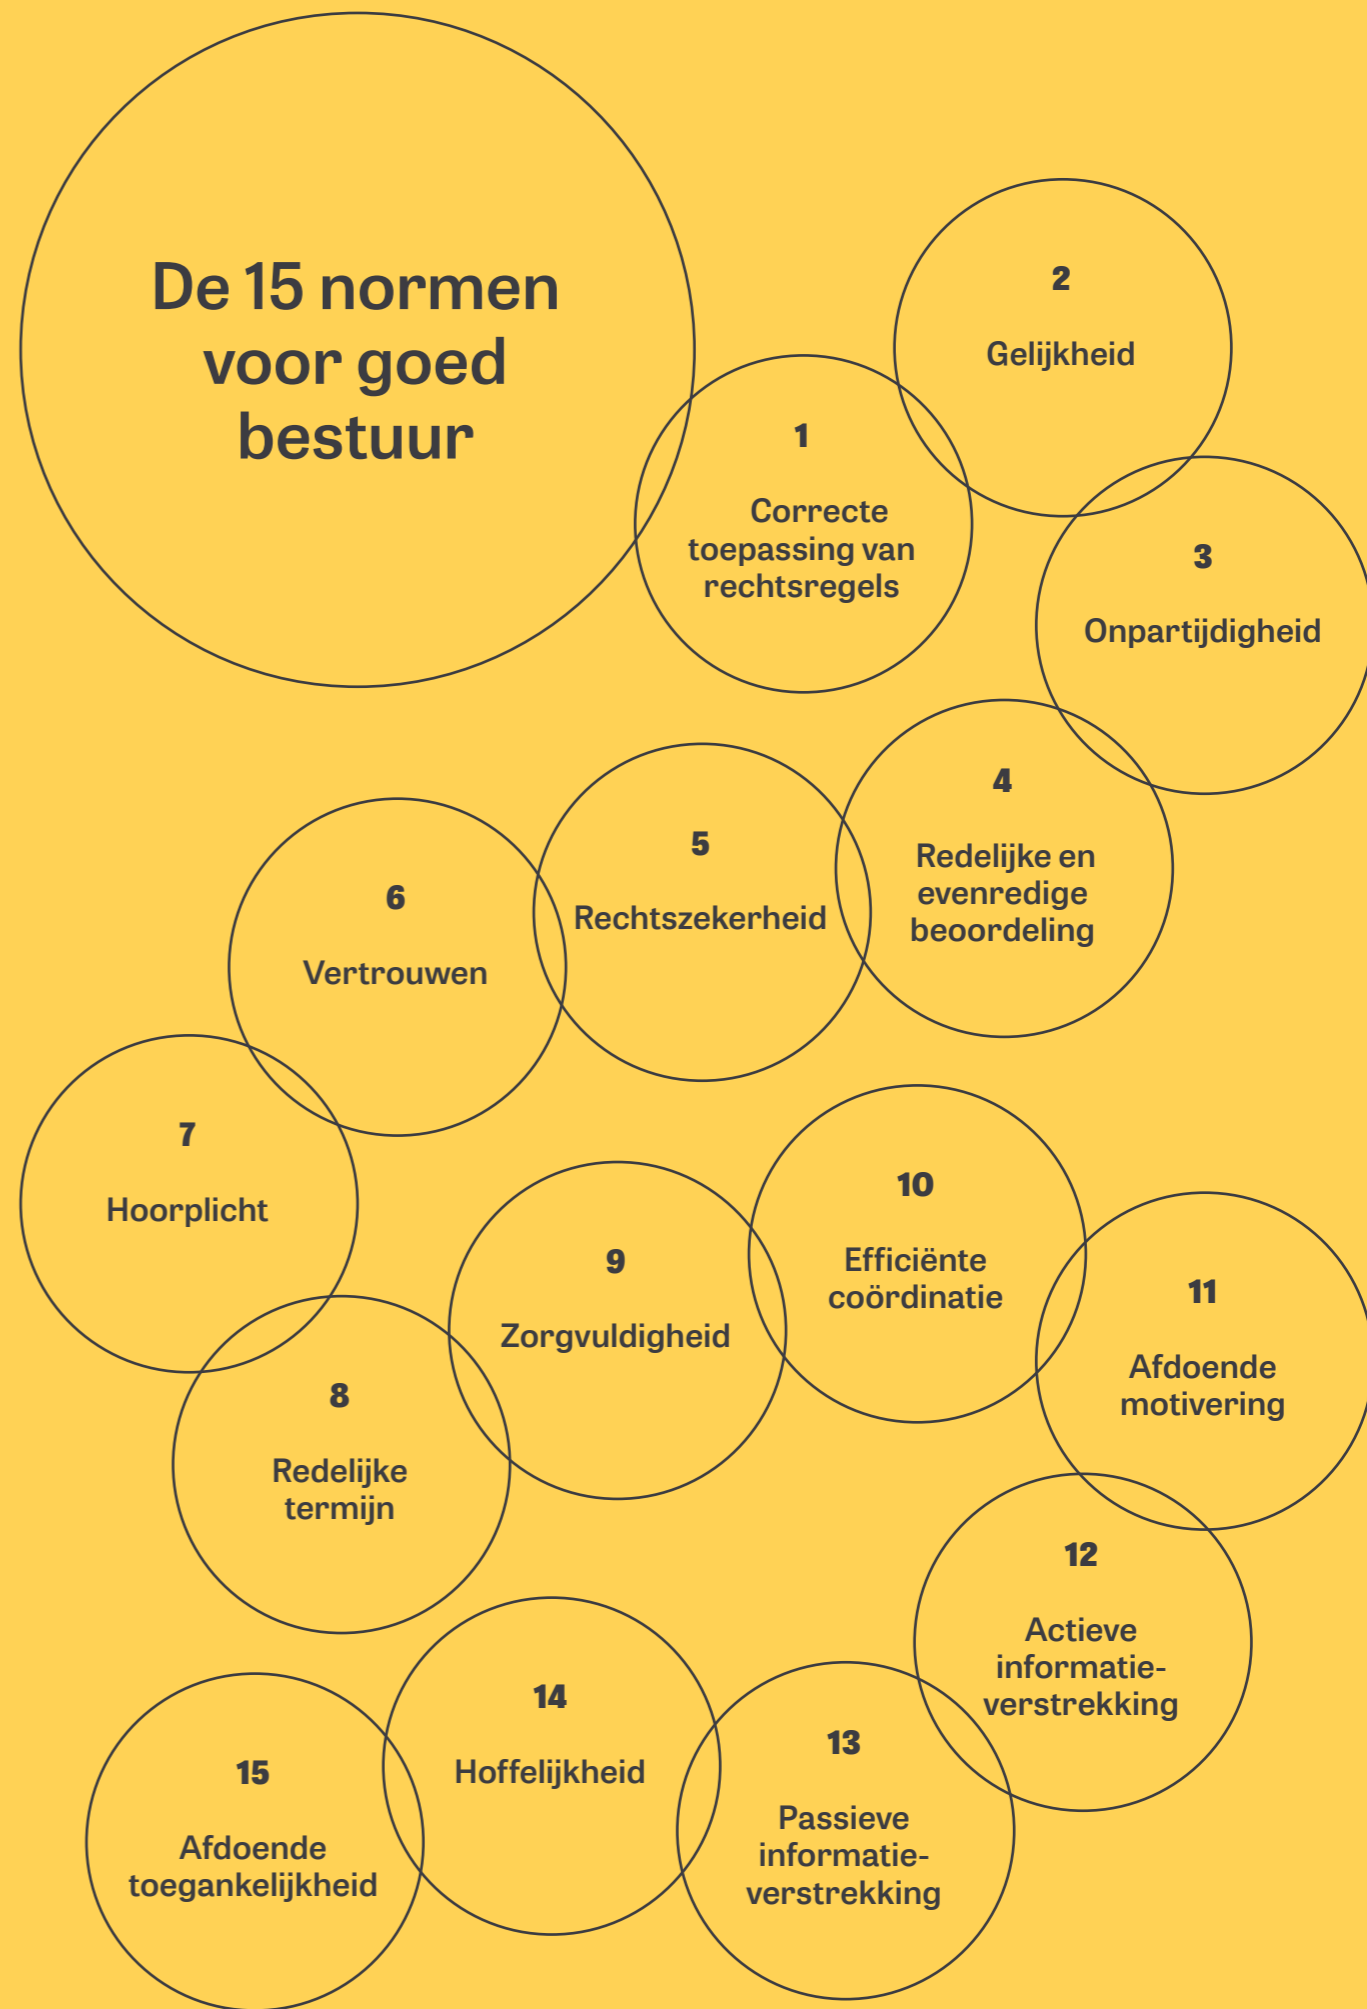 De 15 normen
voor goed
bestuur
1
Correcte
toepassing van
rechtsregels
2
Gelijkheid
3
Onpartijdigheid
4
Redelijke en
evenredige
beoordeling
5
Rechtszekerheid
6
Vertrouwen
7
Hoorplicht
8
Redelijke
termijn
9
Zorgvuldigheid
10
Efficiënte
coördinatie
11
Afdoende
motivering
12
Actieve
informatie-
verstrekking
13
Passieve
informatie-
verstrekking
14
Hoffelijkheid
15
Afdoende
toegankelijkheid